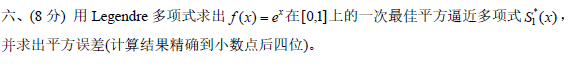 六、(8 分) 用 Legendre 多项式求出 f(x) = e^x 在[0,1]上的一次最佳平方逼近多项式 S_1^*(x)，
并求出平方误差(计算结果精确到小数点后四位)。